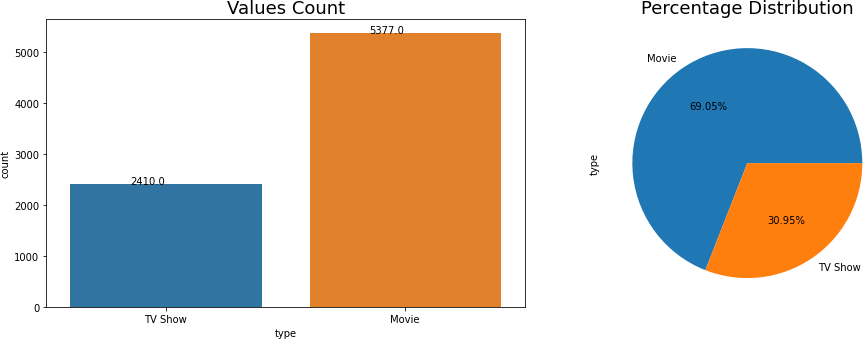 Values Count
5377.0
2410.0
5000
4000
3000
2000
1000
0
count
TV Show Movie
type
Percentage Distribution
Movie
69.05%
type
30.95%
TV Show